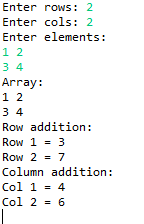 Enter rows: 2
Enter cols: 2
Enter elements:
1 2
3 4
Array:
1 2
3 4
Row addition:
Row 1 = 3
Row 2 = 7
Column addition:
Col 1 = 4
Col 2 = 6